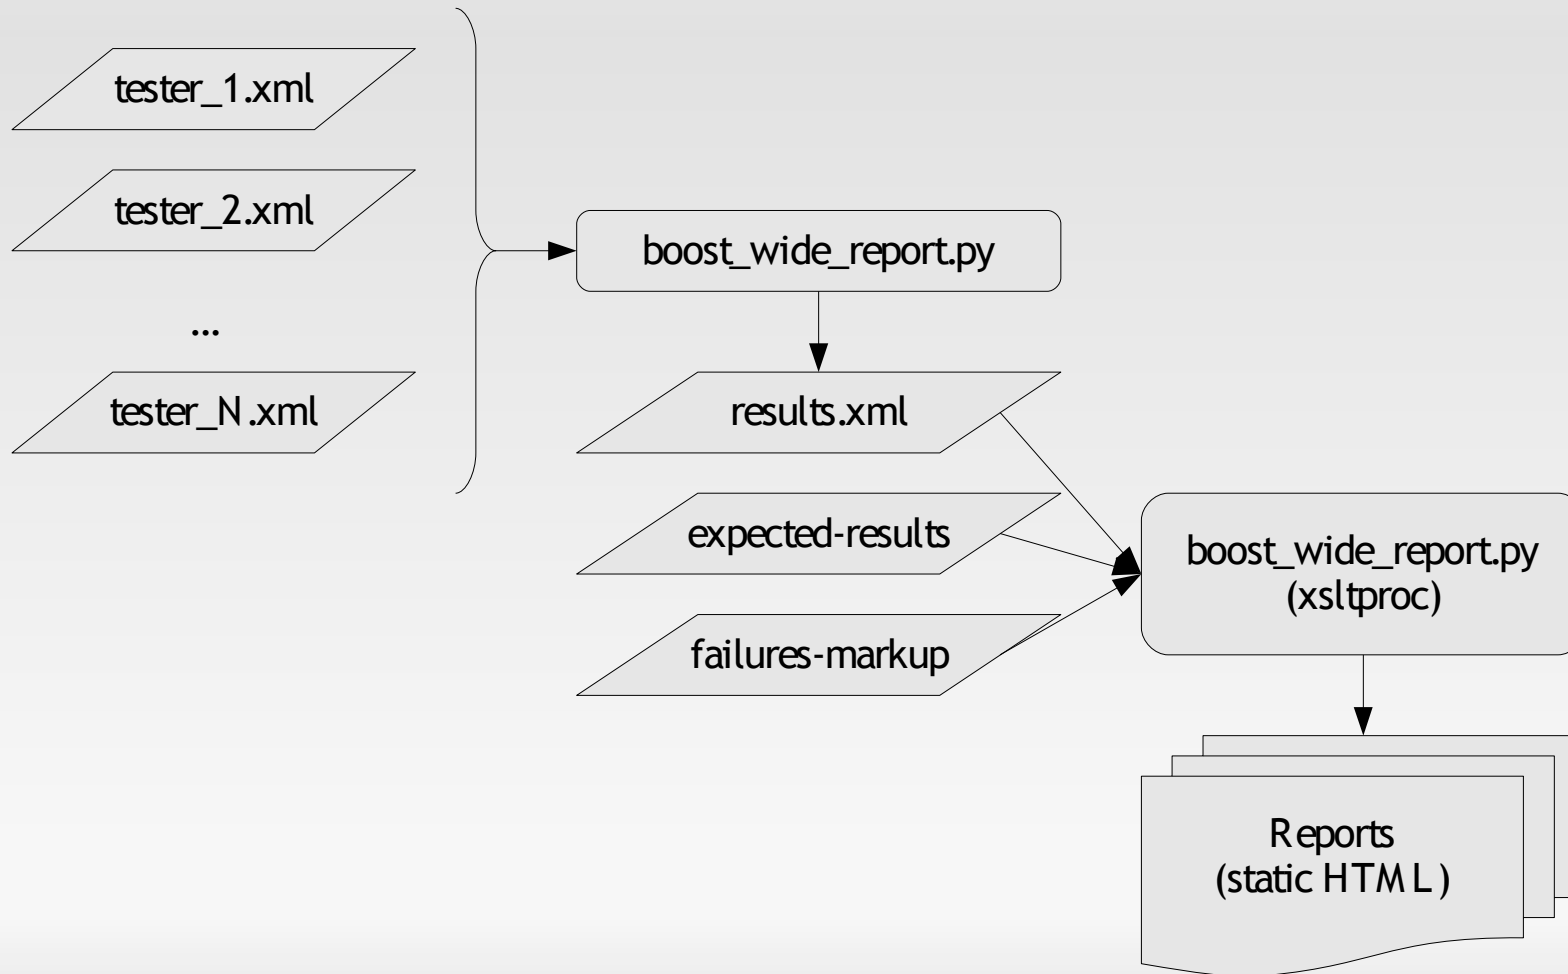 tester_1.xml
tester_2.xml
...
tester_N.xml
boost_wide_report.py
results.xml
expected-results
failures-markup
boost_wide_report.py
(xsltproc)
Reports
(static HTML)